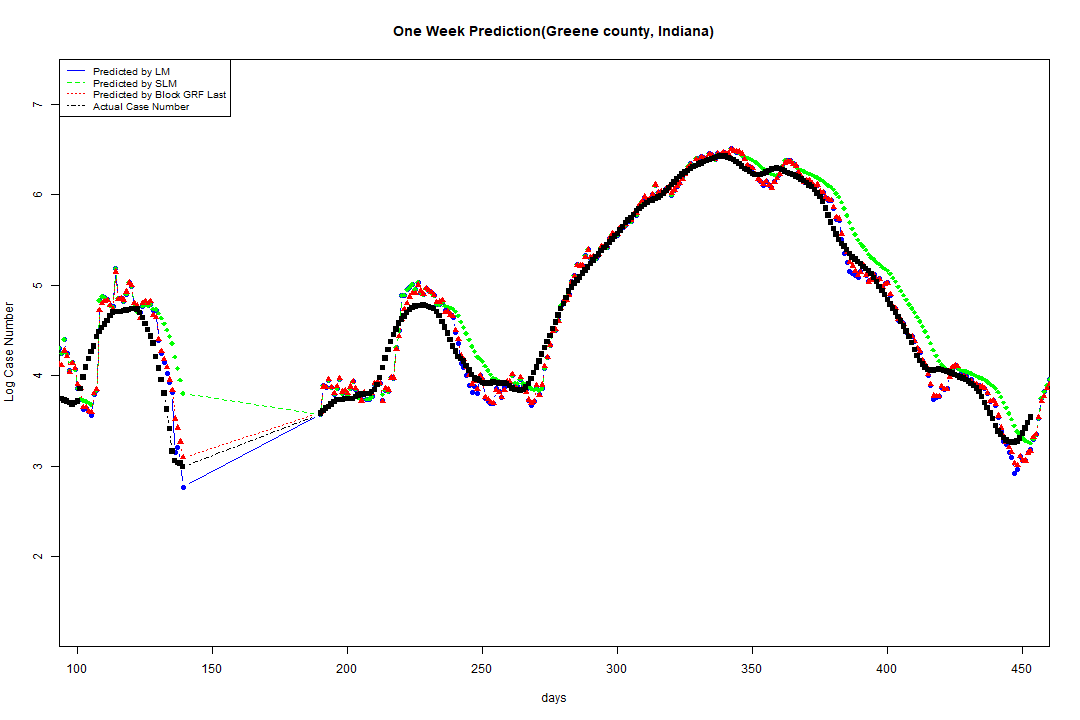 One Week Prediction(Greene county, Indiana)
Predicted by LM
Predicted by SLM
Predicted by Block GRF Last
Actual Case Number
Log Case Number
7
6
5
4
3
2
100 150 200 250 300 350 400 450
days